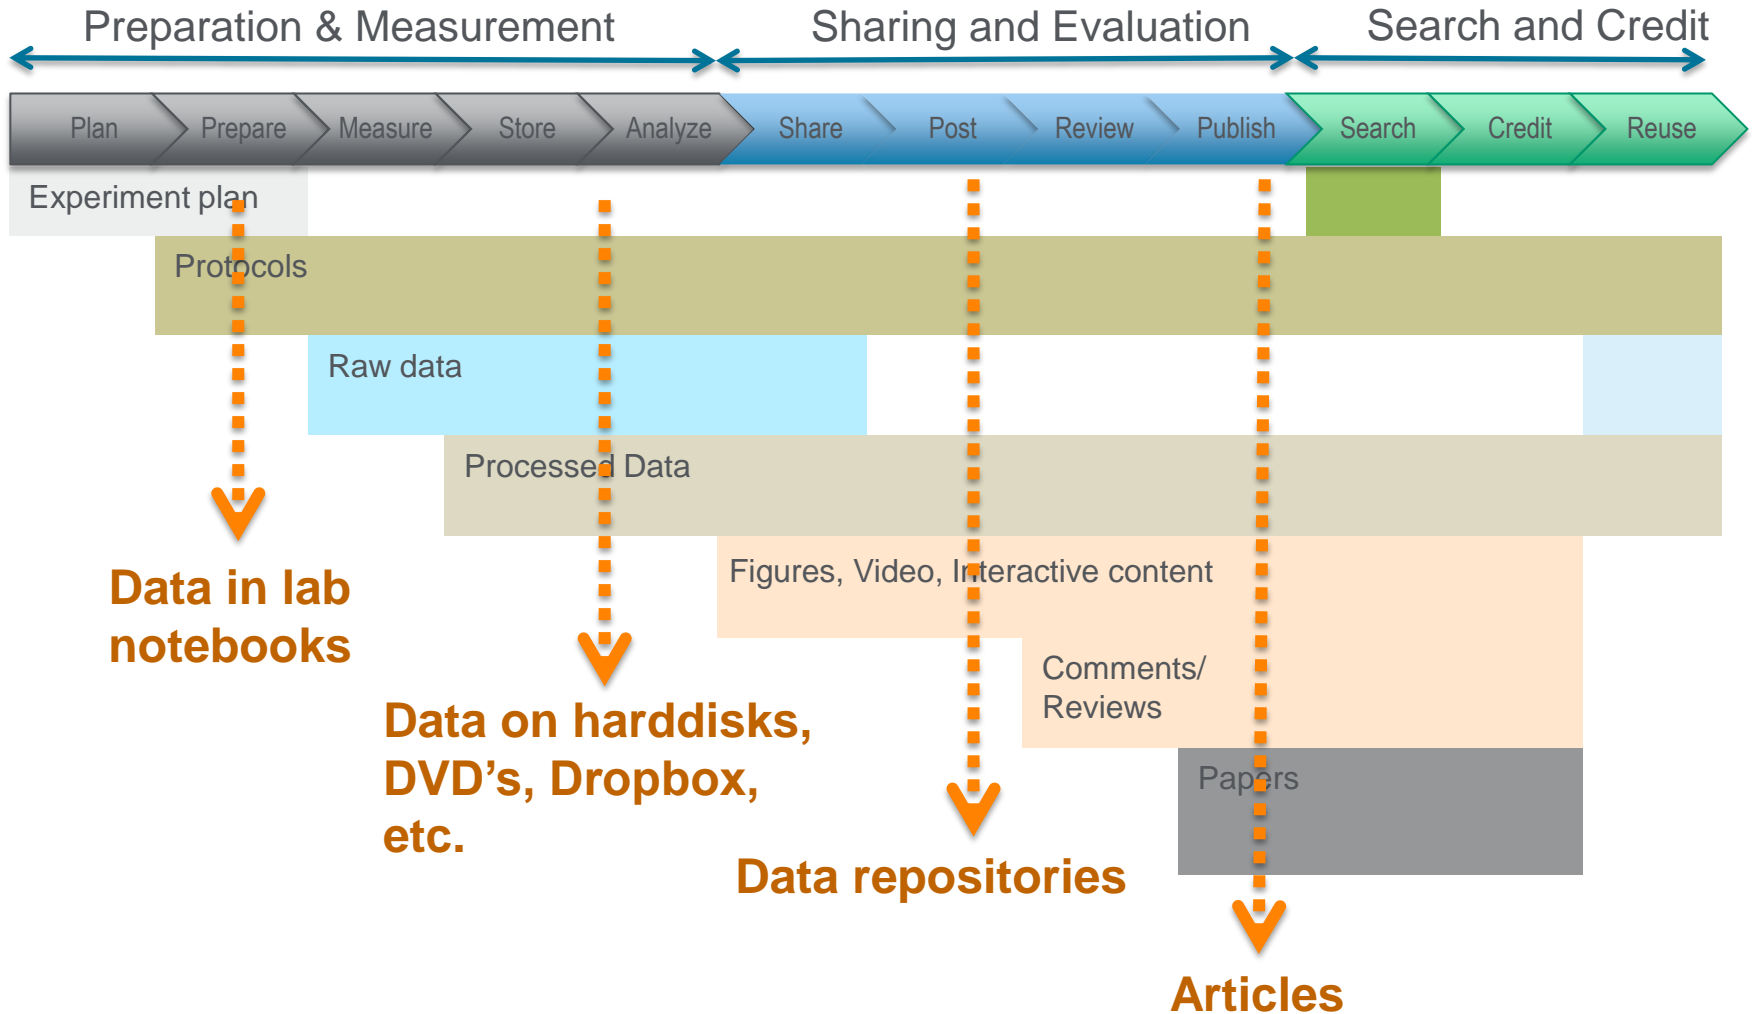 Preparation & Measurement
Sharing and Evaluation
Search and Credit
Plan
Prepare
Measure
Store
Analyze
Share
Post
Review
Publish
Search
Credit
Reuse
Experiment plan
Protocols
Raw data
Processed Data
Figures, Video, Interactive content
Data in lab
notebooks
Comments/
Reviews
Data on harddisks,
DVD’s, Dropbox,
etc.
Papers
Data repositories
Articles